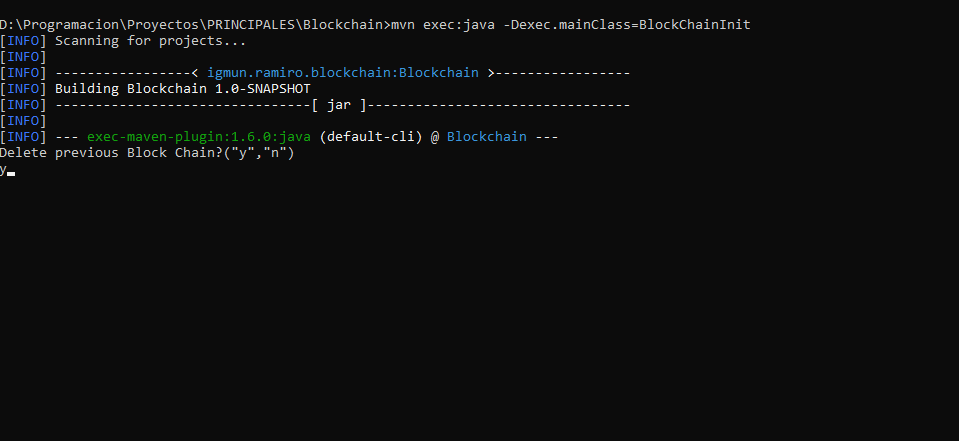 D:\Programacion\Proyectos\PRINCIPALES\Blockchain>mvn exec:java -Dexec.mainClass=BlockChainInit
[INFO] Scanning for projects...
[INFO]
[INFO] -----------------< igmun.ramiro.blockchain:Blockchain >-----------------
[INFO] Building Blockchain 1.0-SNAPSHOT
[INFO] --------------------------------[ jar ]---------------------------------
[INFO]
[INFO] --- exec-maven-plugin:1.6.0:java (default-cli) @ Blockchain ---
Delete previous Block Chain?("y","n")
y